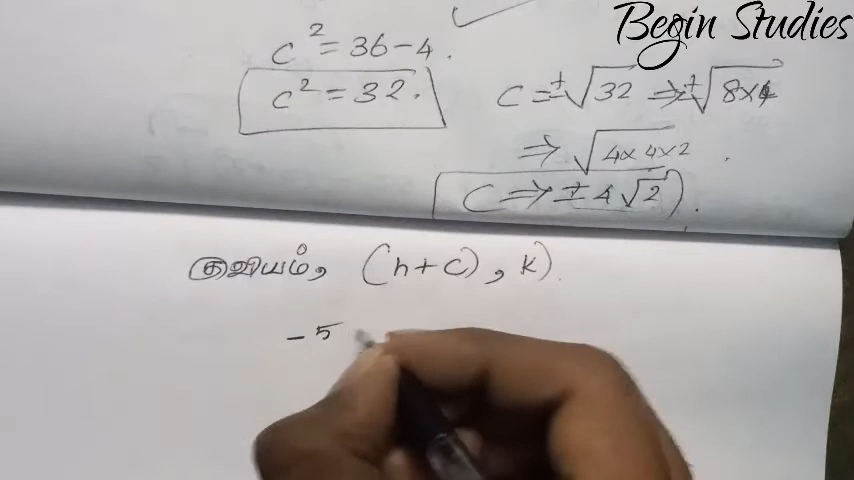 Begin Studies
c² = 36 - 4.
c² = 32.
C = ±√32 ⇒ ±√8×4
⇒ √4×4×2.
C ⇒ ±4√2.
குவியம், (h+c), k).
- 5